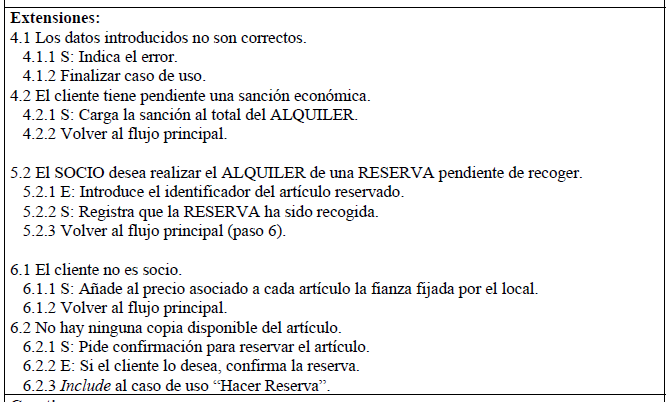 Extensiones:
4.1 Los datos introducidos no son correctos.
4.1.1 S: Indica el error.
4.1.2 Finalizar caso de uso.
4.2 El cliente tiene pendiente una sanción económica.
4.2.1 S: Carga la sanción al total del ALQUILER.
4.2.2 Volver al flujo principal.
5.2 El SOCIO desea realizar el ALQUILER de una RESERVA pendiente de recoger.
5.2.1 E: Introduce el identificador del artículo reservado.
5.2.2 S: Registra que la RESERVA ha sido recogida.
5.2.3 Volver al flujo principal (paso 6).
6.1 El cliente no es socio.
6.1.1 S: Añade al precio asociado a cada artículo la fianza fijada por el local.
6.1.2 Volver al flujo principal.
6.2 No hay ninguna copia disponible del artículo.
6.2.1 S: Pide confirmación para reservar el artículo.
6.2.2 E: Si el cliente lo desea, confirma la reserva.
6.2.3 Include al caso de uso “Hacer Reserva”.